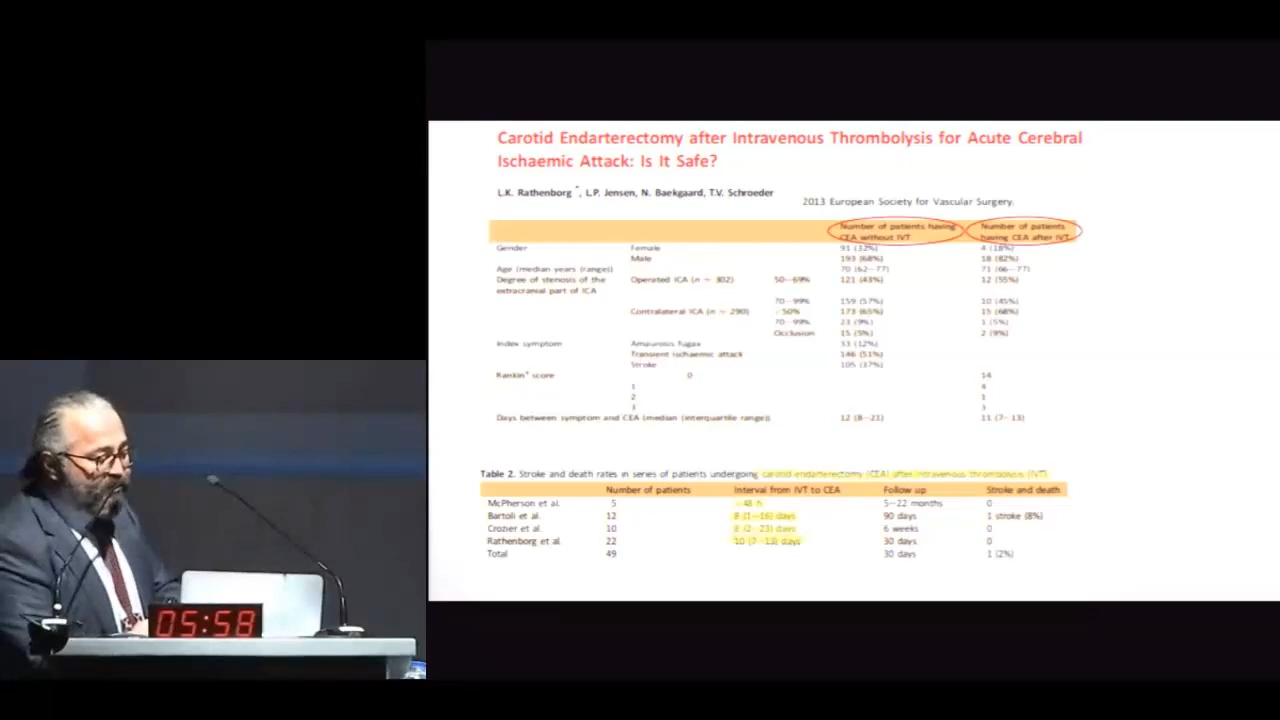 Carotid Endarterectomy after Intravenous Thrombolysis for Acute Cerebral
Ischaemic Attack: Is It Safe?
L.K. Rathenborg *, L.P. Jensen, N. Baekgaard, T.V. Schroeder
2013 European Society for Vascular Surgery.
Number of patients having CEA without IVT Number of patients having CEA after IVT
Gender Female 91 (32%) 4 (18%)
Male 193 (68%) 18 (82%)
Age (median years (range)) 70 (62–77) 71 (66–77)
Degree of stenosis of the Operated ICA (n = 302) 50–69% 121 (43%) 12 (55%)
extracranial part of ICA
70–99% 159 (57%) 10 (45%)
Contralateral ICA (n = 290) 50% 173 (65%) 15 (68%)
70–99% 23 (9%) 1 (5%)
Occlusion 15 (5%) 2 (9%)
Index symptom Amaurosis fugax 33 (12%)
Transient ischaemic attack 146 (51%)
Stroke 105 (37%)
Rankin score 0 14
1 4
2 1
3 3
Days between symptom and CEA (median (interquartile range)) 12 (8–21) 11 (7–13)
Table 2. Stroke and death rates in series of patients undergoing carotid endarterectomy (CEA) after intravenous thrombolysis (IVT)
Number of patients Interval from IVT to CEA Follow up Stroke and death
McPherson et al. 5 48 h 5–22 months 0
Bartoli et al. 12 8 (1–16) days 90 days 1 stroke (8%)
Crozier et al. 10 8 (2–23) days 6 weeks 0
Rathenborg et al. 22 10 (7–13) days 30 days 0
Total 49 30 days 1 (2%)
05:58